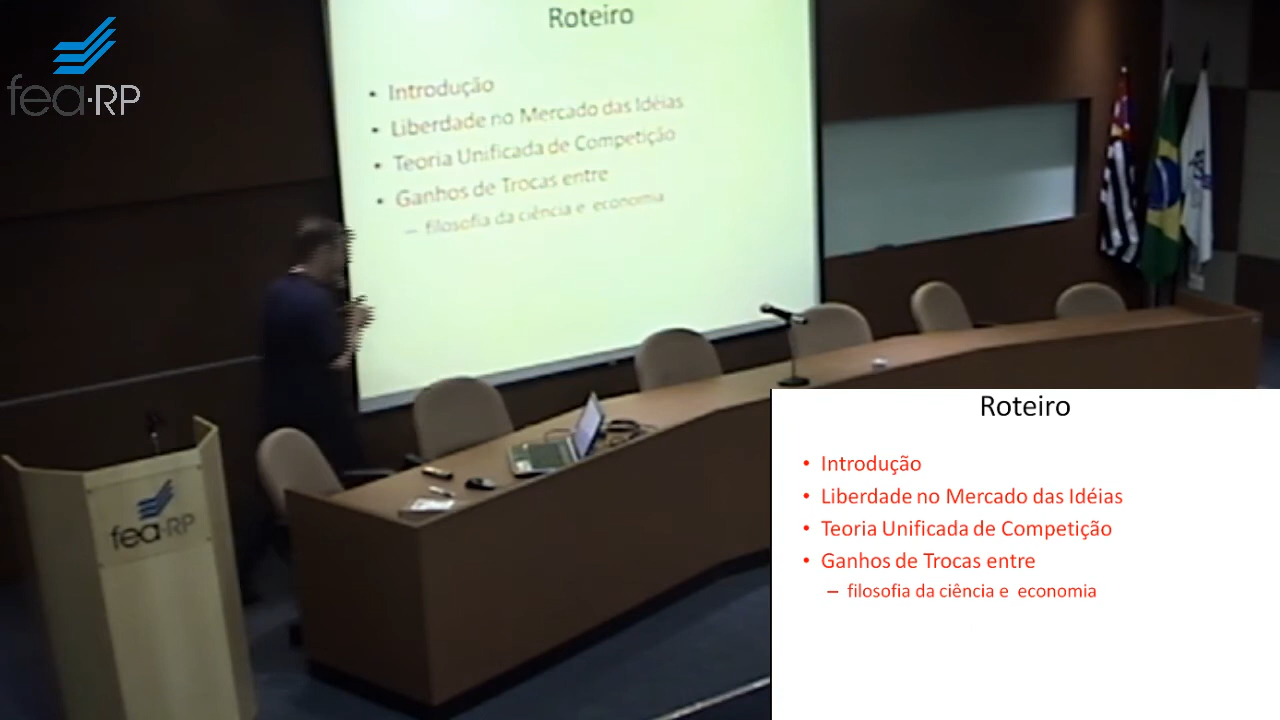 fea-RP
Roteiro
• Introdução
• Liberdade no Mercado das Idéias
• Teoria Unificada de Competição
• Ganhos de Trocas entre
– filosofia da ciência e economia
fea-RP
Roteiro
• Introdução
• Liberdade no Mercado das Idéias
• Teoria Unificada de Competição
• Ganhos de Trocas entre
– filosofia da ciência e economia